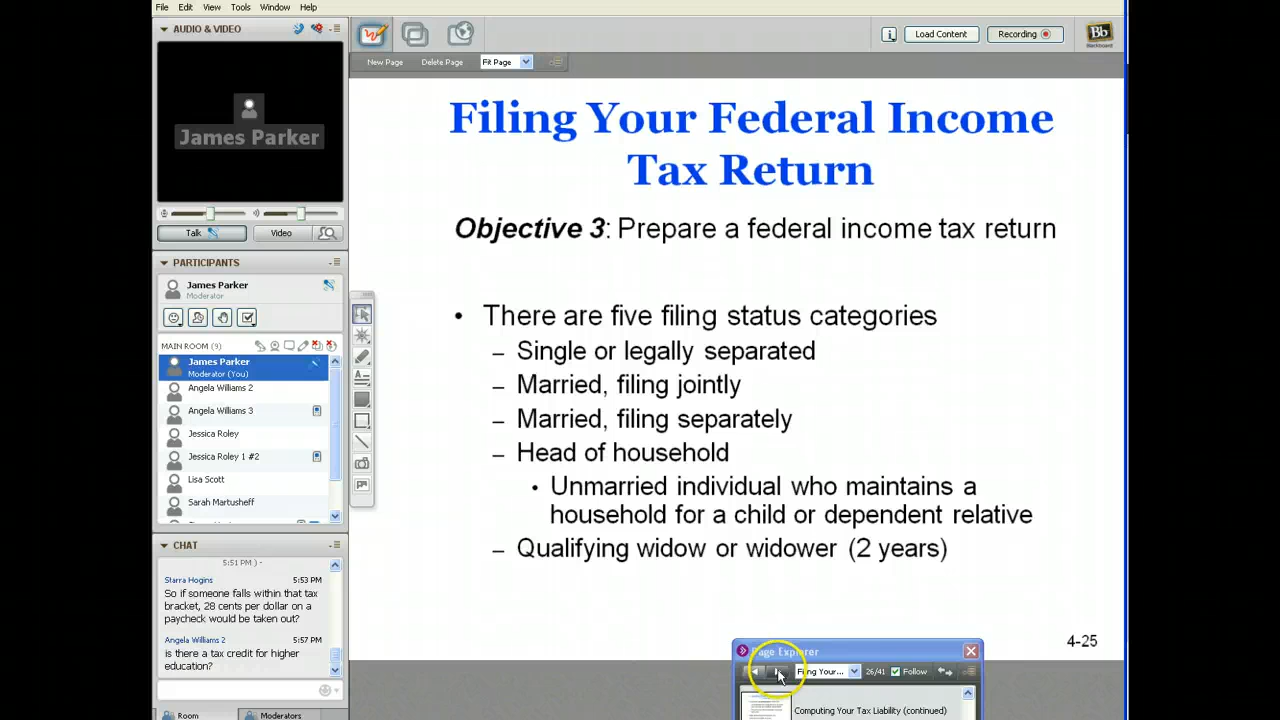 File Edit View Tools Window Help
AUDIO & VIDEO
James Parker
Talk
Video
PARTICIPANTS
James Parker
Moderator
MAIN ROOM (9)
James Parker
Moderator (You)
Angela Williams 2
Angela Williams 3
Jessica Roley
Jessica Roley 1 #2
Lisa Scott
Sarah Martusheff
CHAT
5:51 PM ) -
Starra Hogins 5:53 PM
So if someone falls within that tax
bracket, 28 cents per dollar on a
paycheck would be taken out?
Angela Williams 2 5:57 PM
is there a tax credit for higher
education?
Room
Moderators
Load Content
Recording
Bb
Blackboard
New Page Delete Page Fit Page
Filing Your Federal Income
Tax Return
Objective 3: Prepare a federal income tax return
• There are five filing status categories
– Single or legally separated
– Married, filing jointly
– Married, filing separately
– Head of household
• Unmarried individual who maintains a
household for a child or dependent relative
– Qualifying widow or widower (2 years)
4-25
Page Explorer
Filing Your... 26/41 Follow
Computing Your Tax Liability (continued)